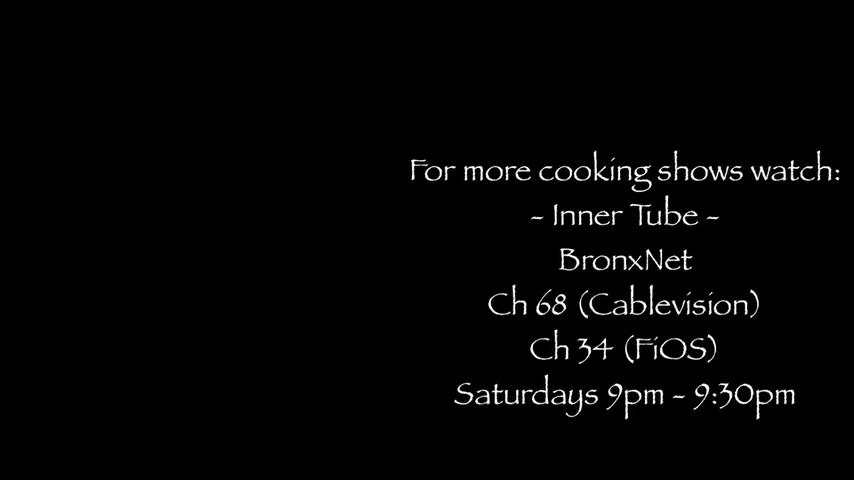 For more cooking shows watch:
- Inner Tube -
BronxNet
Ch 68 (Cablevision)
Ch 34 (FiOS)
Saturdays 9pm - 9:30pm